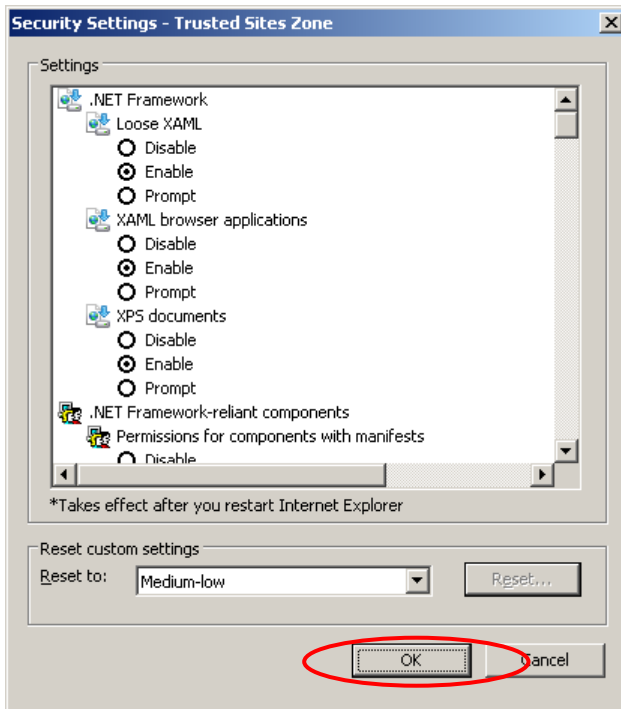 Security Settings - Trusted Sites Zone
Settings
.NET Framework
Loose XAML
Disable
Enable
Prompt
XAML browser applications
Disable
Enable
Prompt
XPS documents
Disable
Enable
Prompt
.NET Framework-reliant components
Permissions for components with manifests
Disable
*Takes effect after you restart Internet Explorer
Reset custom settings
Reset to: Medium-low Reset...
OK Cancel